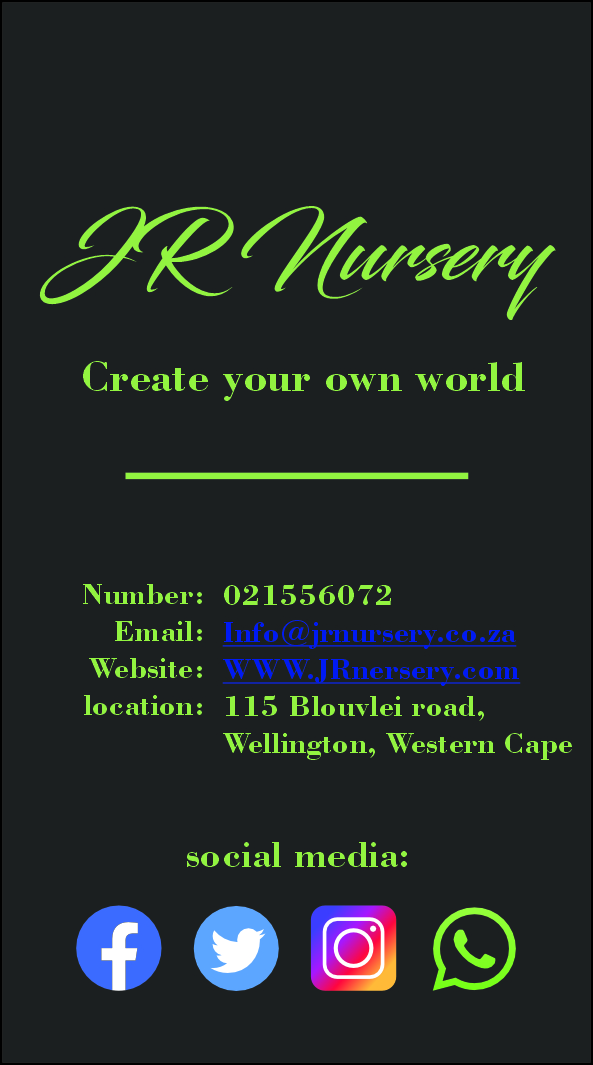 JR Nursery
Create your own world
Number: 021556072
Email: Info@jrnursery.co.za
Website: WWW.JRnersery.com
location: 115 Blouvlei road,
Wellington, Western Cape
social media: